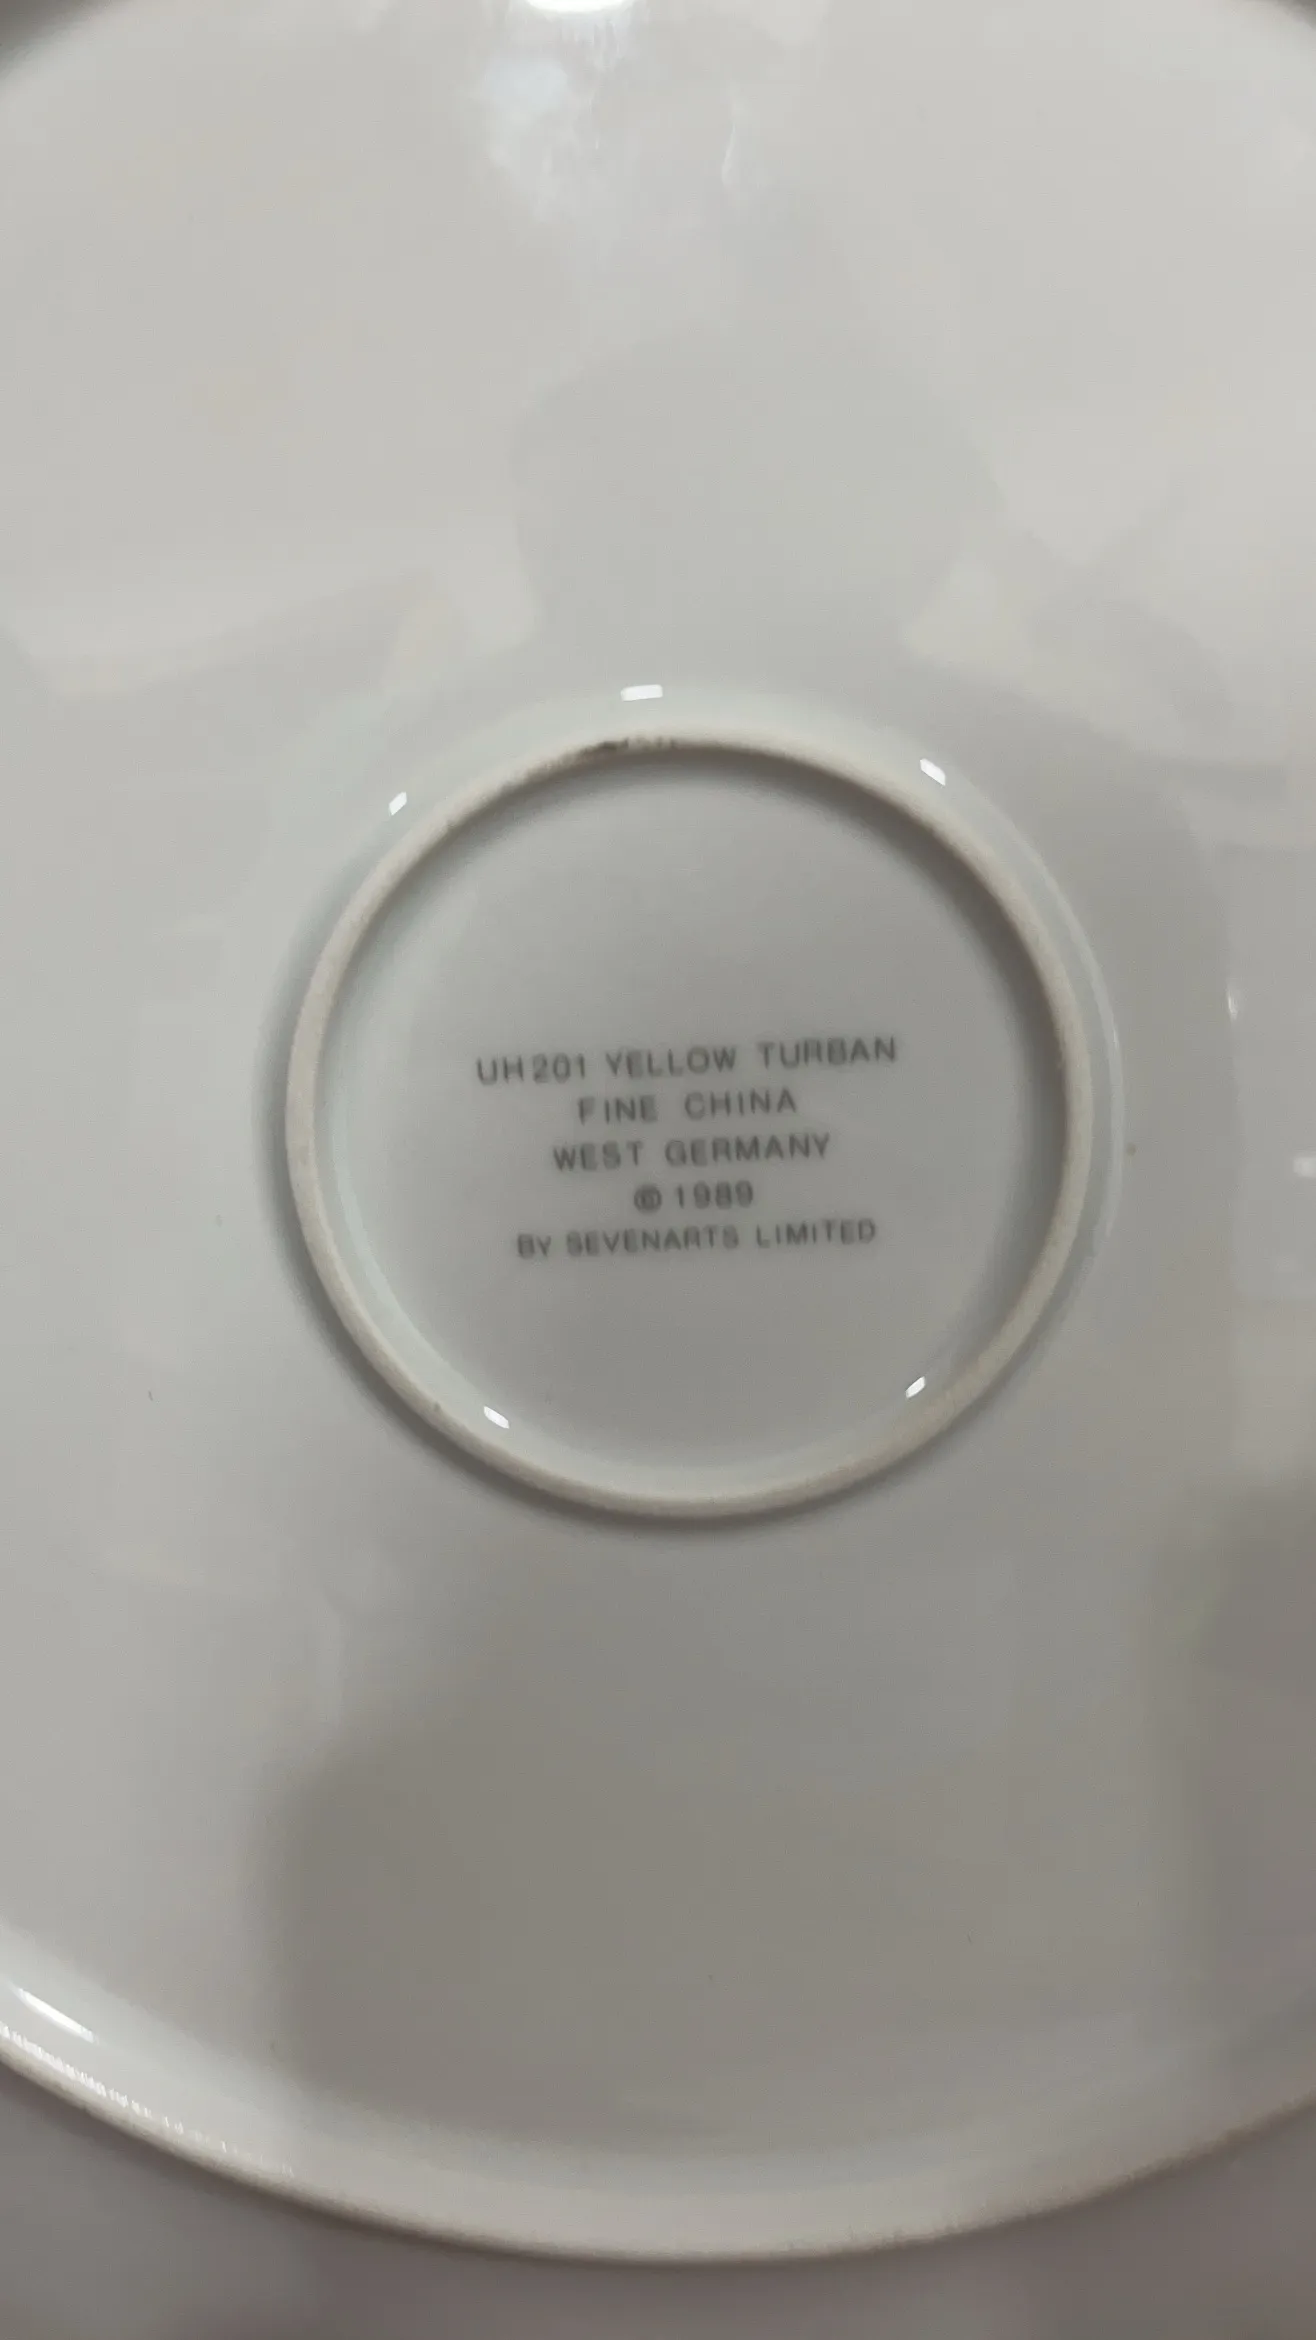 UH201 YELLOW TURBAN
FINE CHINA
WEST GERMANY
© 1989
BY SEVENARTS LIMITED